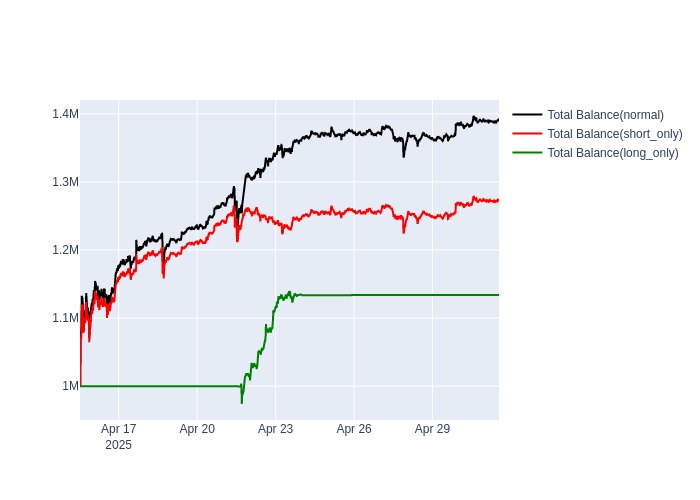 1.4M
1.3M
1.2M
1.1M
1M
Apr 17
2025
Apr 20
Apr 23
Apr 26
Apr 29
Total Balance(normal)
Total Balance(short_only)
Total Balance(long_only)